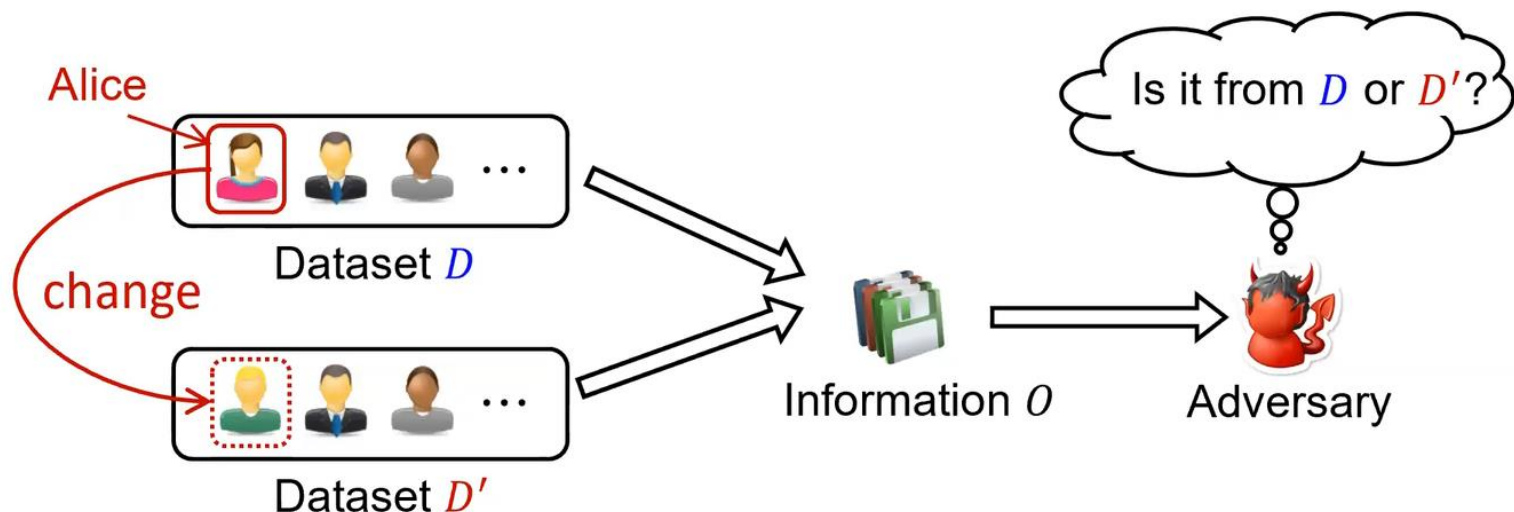 Alice
Is it from D or D′?
...
Dataset D
change
...
Information O
Adversary
Dataset D′